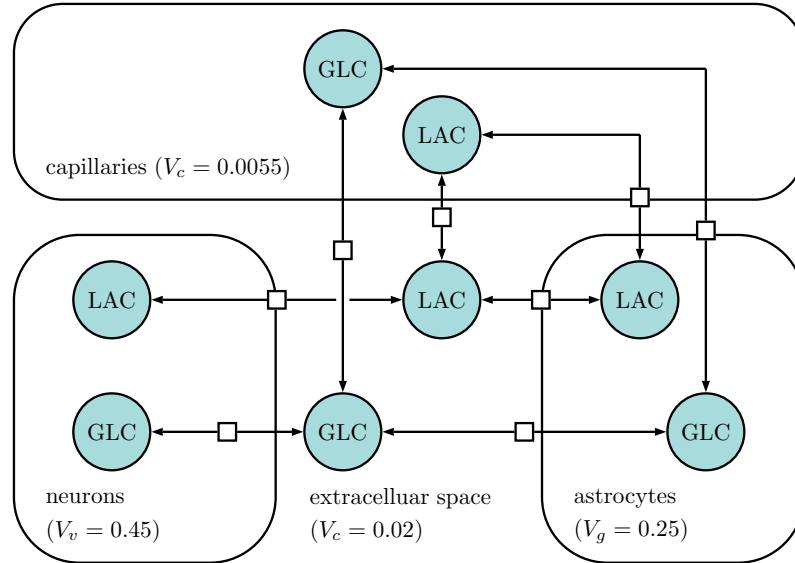 GLC
LAC
capillaries (V_c = 0.0055)
LAC
LAC
LAC
GLC
GLC
GLC
neurons
(V_v = 0.45)
extracelluar space
(V_c = 0.02)
astrocytes
(V_g = 0.25)